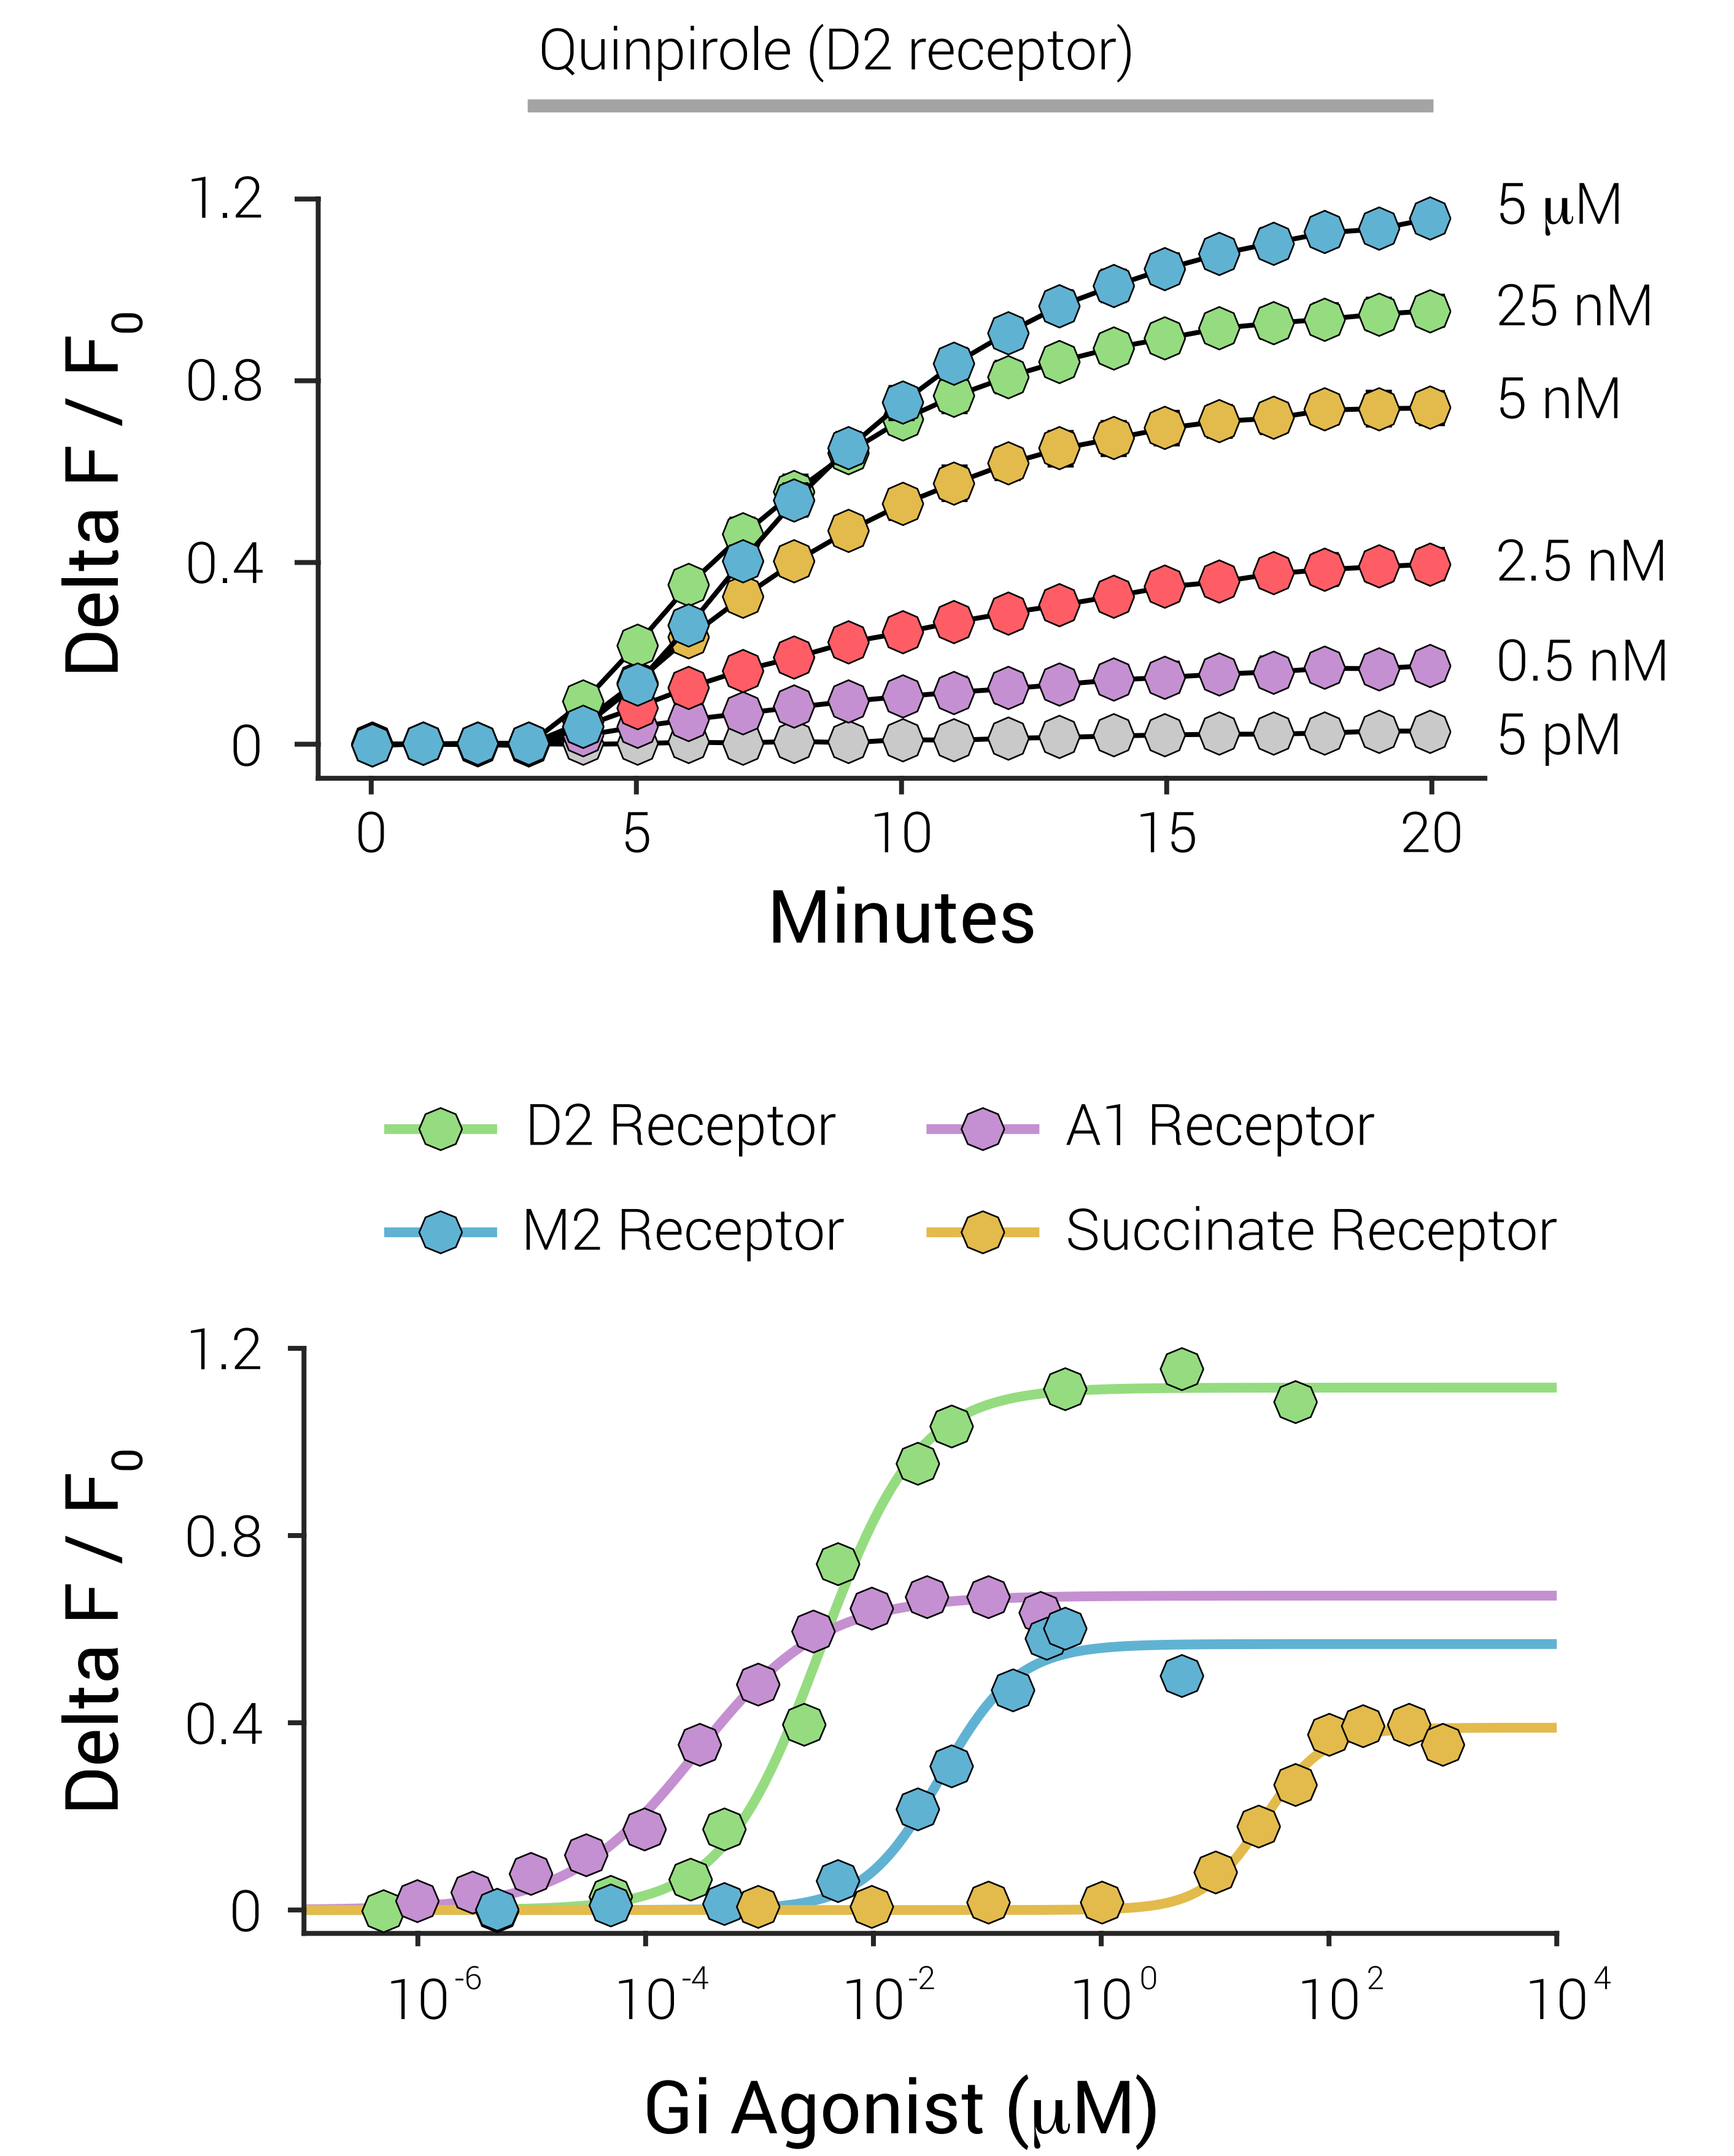 Quinpirole (D2 receptor)
1.2
0.8
0.4
0
Delta F / F0
5 μM
25 nM
5 nM
2.5 nM
0.5 nM
5 pM
0 5 10 15 20
Minutes
D2 Receptor A1 Receptor
M2 Receptor Succinate Receptor
1.2
0.8
0.4
0
Delta F / F0
10-6 10-4 10-2 100 102 104
Gi Agonist (μM)